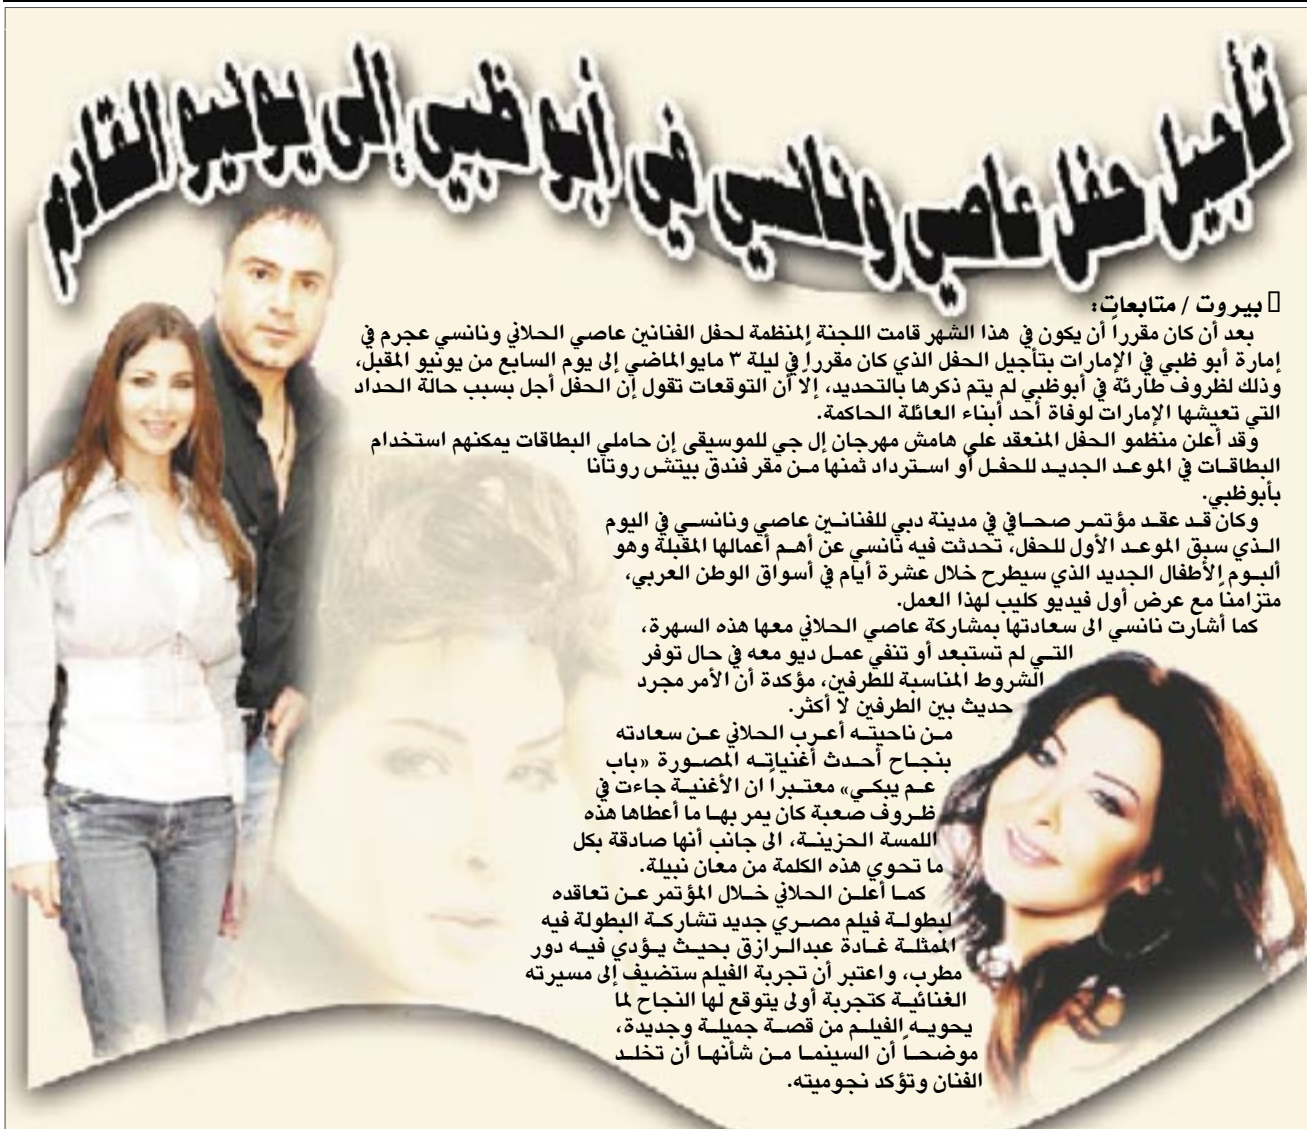 تأجيل حفل عاصي ونانسي في أبو ظبي إلى يونيو القادم
بيروت / متابعات:
بعد أن كان مقرراً أن يكون في هذا الشهر قامت اللجنة المنظمة لحفل الفنانين عاصي الحلاني ونانسي عجرم في
إمارة أبو ظبي في الإمارات بتأجيل الحفل الذي كان مقرراً في ليلة ٣ مايو الماضي إلى يوم السابع من يونيو المقبل،
وذلك لظروف طارئة في أبوظبي لم يتم ذكرها بالتحديد، إلا أن التوقعات تقول إن الحفل أجل بسبب حالة الحداد
التي تعيشها الإمارات لوفاة أحد أبناء العائلة الحاكمة.
وقد أعلن منظمو الحفل المنعقد على هامش مهرجان إل جي للموسيقى إن حاملي البطاقات يمكنهم استخدام
البطاقات في الموعد الجديد للحفل أو استرداد ثمنها من مقر فندق بيتش روتانا
بأبوظبي.
وكان قد عقد مؤتمر صحافي في مدينة دبي للفنانين عاصي ونانسي في اليوم
الذي سبق الموعد الأول للحفل، تحدثت فيه نانسي عن أهم أعمالها المقبلة وهو
ألبوم الأطفال الجديد الذي سيطرح خلال عشرة أيام في أسواق الوطن العربي،
متزامناً مع عرض أول فيديو كليب لهذا العمل.
كما أشارت نانسي الى سعادتها بمشاركة عاصي الحلاني معها هذه السهرة،
التي لم تستبعد أو تنفي عمل ديو معه في حال توفر
الشروط المناسبة للطرفين، مؤكدة أن الأمر مجرد
حديث بين الطرفين لا أكثر.
من ناحيته أعرب الحلاني عن سعادته
بنجاح أحدث أغنياته المصورة «باب
عم يبكي» معتبراً ان الأغنية جاءت في
ظروف صعبة كان يمر بها ما أعطاها هذه
اللمسة الحزينة، الى جانب أنها صادقة بكل
ما تحوي هذه الكلمة من معان نبيلة.
كما أعلن الحلاني خلال المؤتمر عن تعاقده
لبطولة فيلم مصري جديد تشاركة البطولة فيه
الممثلة غادة عبدالرازق بحيث يؤدي فيه دور
مطرب، واعتبر أن تجربة الفيلم ستضيف إلى مسيرته
الغنائية كتجربة أولى يتوقع لها النجاح لما
يحويه الفيلم من قصة جميلة وجديدة،
موضحاً أن السينما من شأنها أن تخلد
الفنان وتؤكد نجوميته.